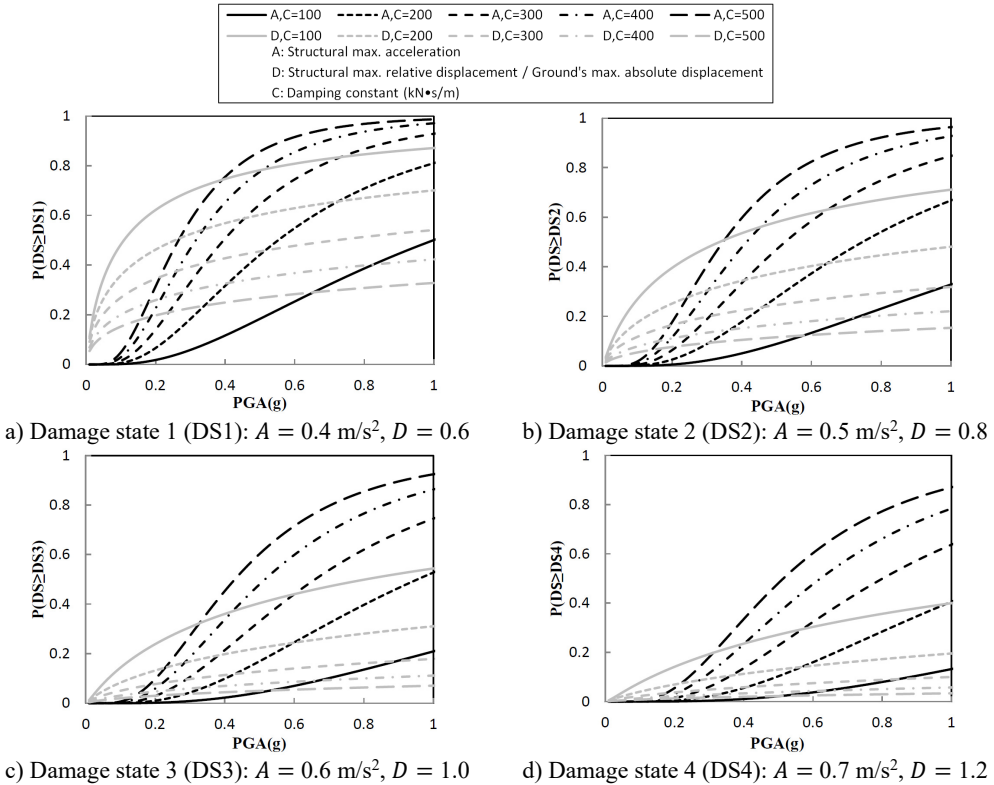 A,C=100 A,C=200 A,C=300 A,C=400 A,C=500
D,C=100 D,C=200 D,C=300 D,C=400 D,C=500
A: Structural max. acceleration
D: Structural max. relative displacement / Ground's max. absolute displacement
C: Damping constant (kN•s/m)
P(DS≥DS1)
1
0.8
0.6
0.4
0.2
0
0 0.2 0.4 0.6 0.8 1
PGA(g)
a) Damage state 1 (DS1): A = 0.4 m/s², D = 0.6
P(DS≥DS2)
1
0.8
0.6
0.4
0.2
0
0 0.2 0.4 0.6 0.8 1
PGA(g)
b) Damage state 2 (DS2): A = 0.5 m/s², D = 0.8
P(DS≥DS3)
1
0.8
0.6
0.4
0.2
0
0 0.2 0.4 0.6 0.8 1
PGA(g)
c) Damage state 3 (DS3): A = 0.6 m/s², D = 1.0
P(DS≥DS4)
1
0.8
0.6
0.4
0.2
0
0 0.2 0.4 0.6 0.8 1
PGA(g)
d) Damage state 4 (DS4): A = 0.7 m/s², D = 1.2